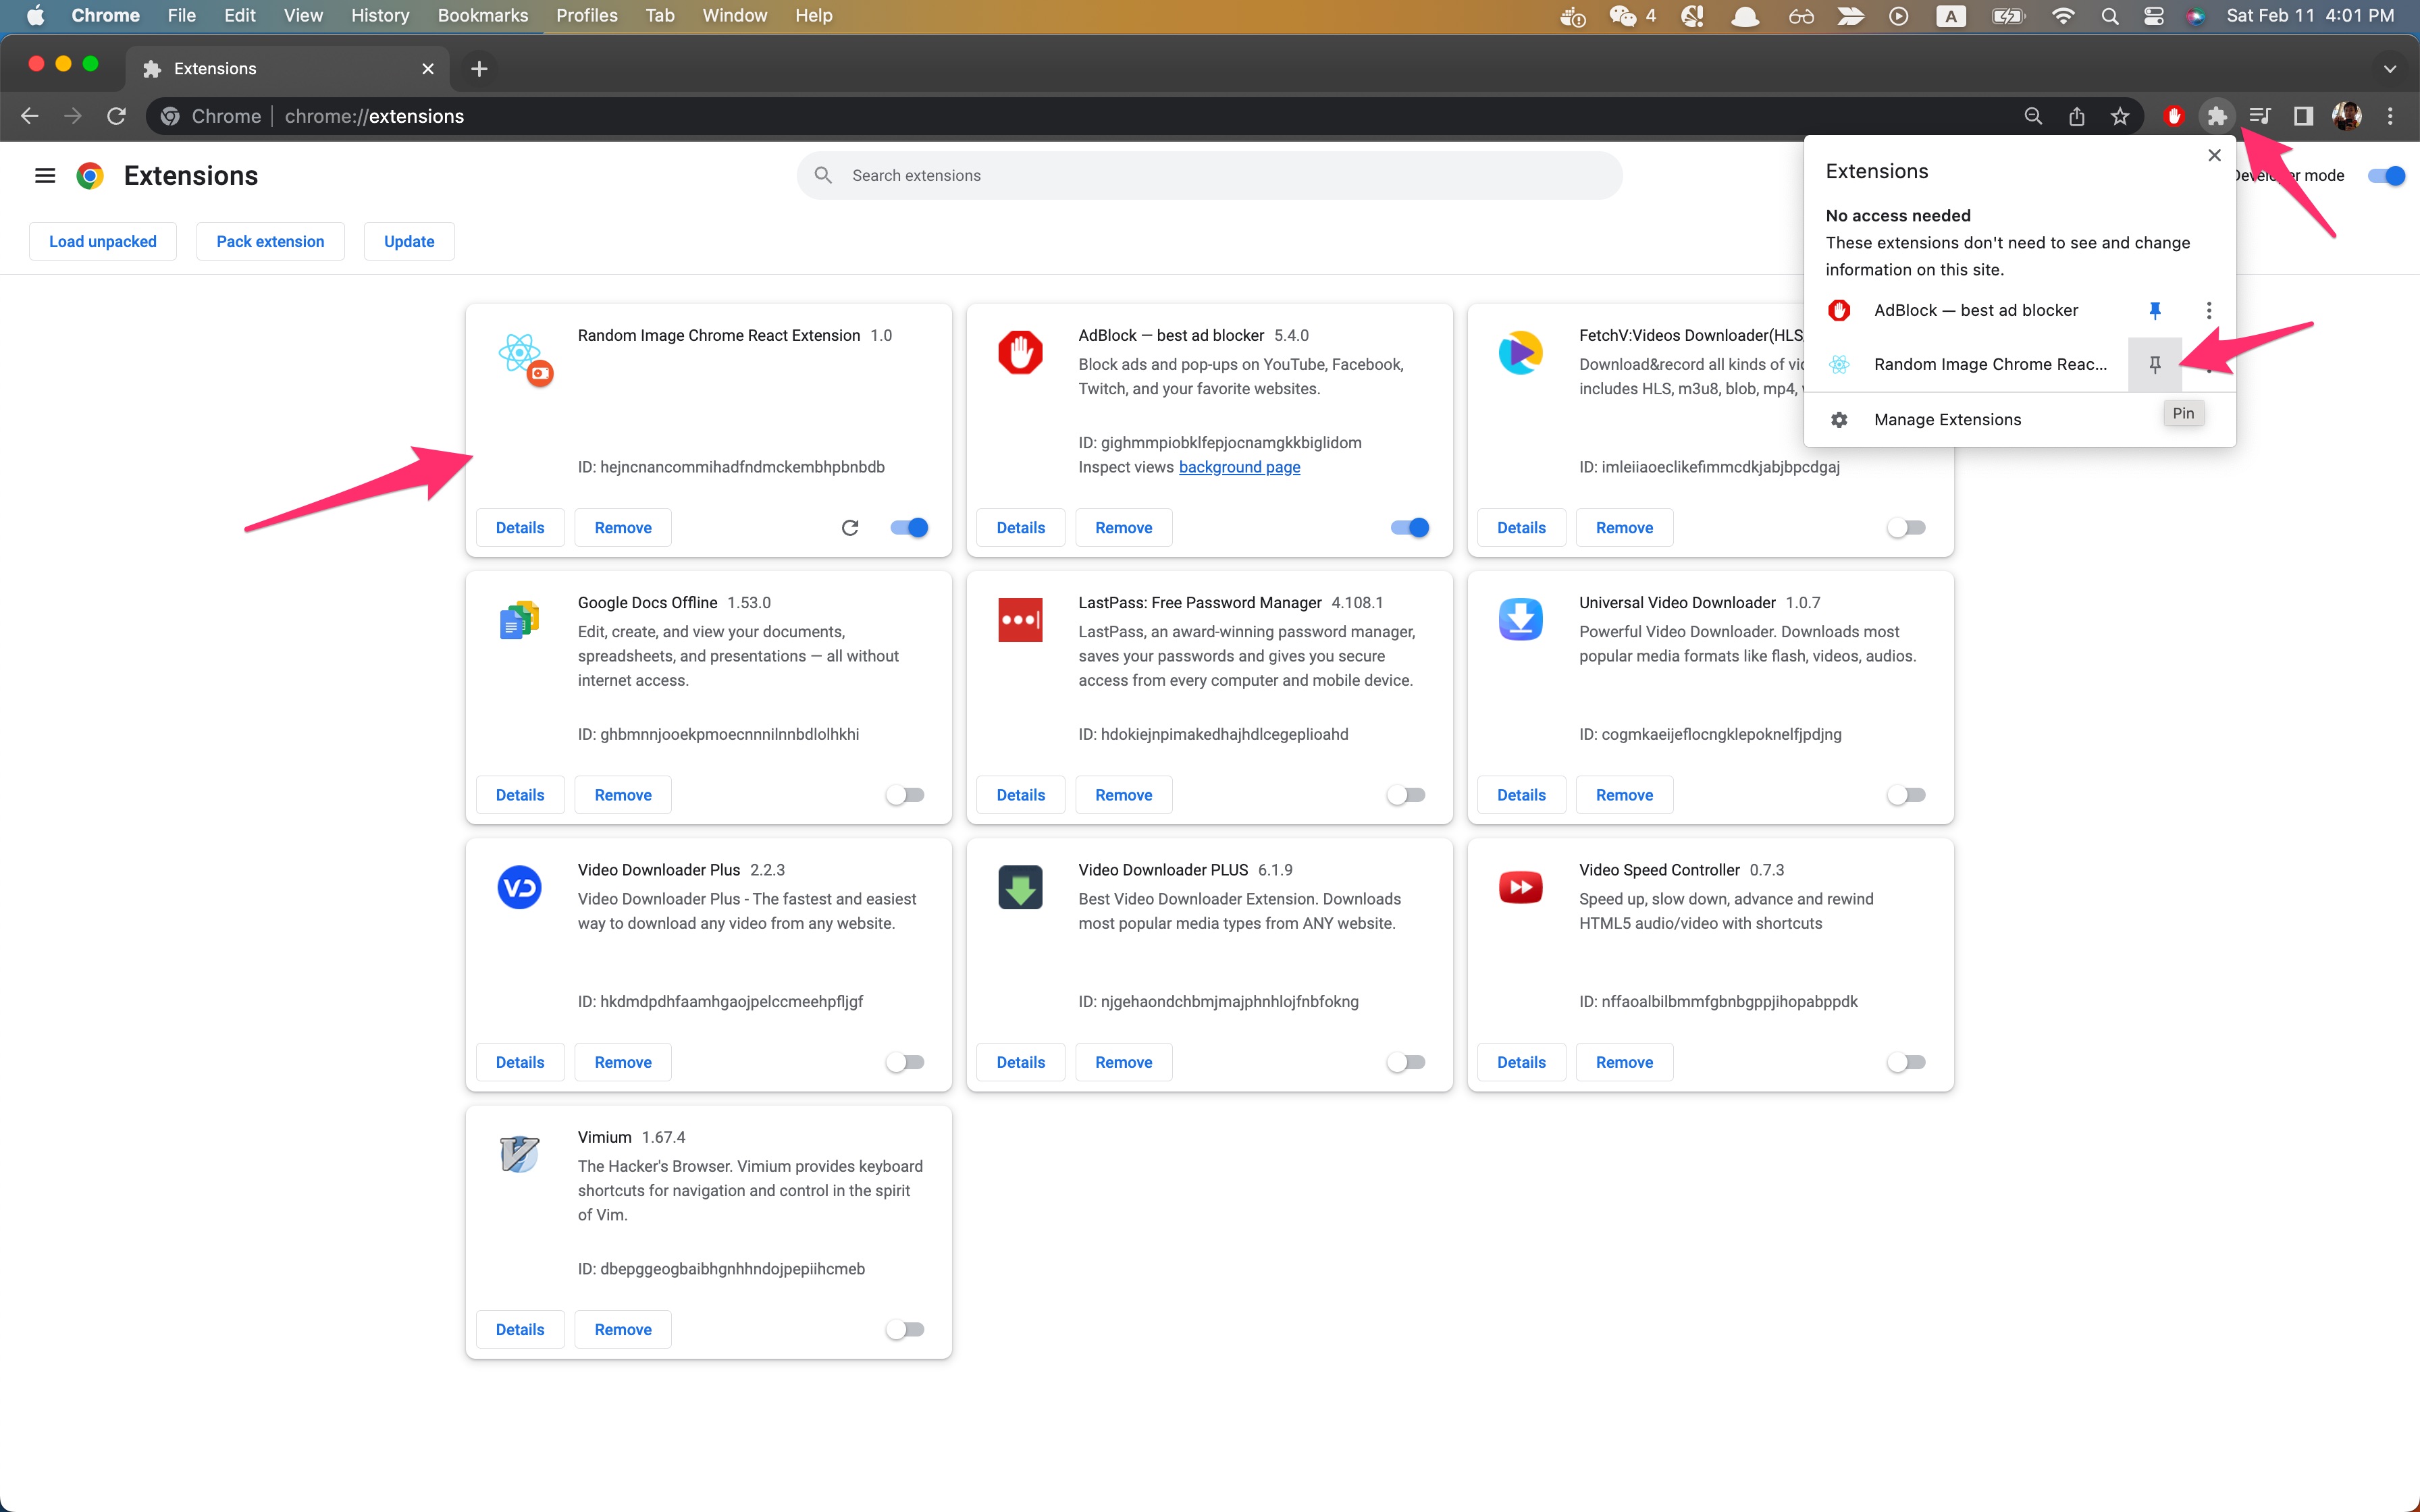 Chrome File Edit View History Bookmarks Profiles Tab Window Help 4 A Sat Feb 11 4:01 PM
Extensions
Chrome chrome://extensions
Extensions
Search extensions
mode
Load unpacked Pack extension Update
Extensions
No access needed
These extensions don't need to see and change
information on this site.
AdBlock — best ad blocker
Random Image Chrome Reac...
Pin
Manage Extensions
Random Image Chrome React Extension 1.0
ID: hejncnancommihadfndmckembhpbnbdb
Details Remove
AdBlock — best ad blocker 5.4.0
Block ads and pop-ups on YouTube, Facebook,
Twitch, and your favorite websites.
ID: gighmmpiobklfepjocnamgkkbiglidom
Inspect views background page
Details Remove
FetchV:Videos Downloader(HLS
Download&record all kinds of
includes HLS, m3u8, blob, mp4,
ID: imleiiaoeclikefimmcdkjabjbpcdgaj
Details Remove
Google Docs Offline 1.53.0
Edit, create, and view your documents,
spreadsheets, and presentations — all without
internet access.
ID: ghbmnnjooekpmoecnnnilnnbdlolhkhi
Details Remove
LastPass: Free Password Manager 4.108.1
LastPass, an award-winning password manager,
saves your passwords and gives you secure
access from every computer and mobile device.
ID: hdokiejnpimakedhajhdlcegeplioahd
Details Remove
Universal Video Downloader 1.0.7
Powerful Video Downloader. Downloads most
popular media formats like flash, videos, audios.
ID: cogmkaeijeflocngklepoknelfjpdjng
Details Remove
Video Downloader Plus 2.2.3
Video Downloader Plus - The fastest and easiest
way to download any video from any website.
ID: hkdmdpdhfaamhgaojpelccmeehpfljgf
Details Remove
Video Downloader PLUS 6.1.9
Best Video Downloader Extension. Downloads
most popular media types from ANY website.
ID: njgehaondchbmjmajphnhlojfnbfokng
Details Remove
Video Speed Controller 0.7.3
Speed up, slow down, advance and rewind
HTML5 audio/video with shortcuts
ID: nffaoalbilbmmfgbnbgppjihopabppdk
Details Remove
Vimium 1.67.4
The Hacker's Browser. Vimium provides keyboard
shortcuts for navigation and control in the spirit
of Vim.
ID: dbepggeogbaibhgnhhndojpepiihcmeb
Details Remove